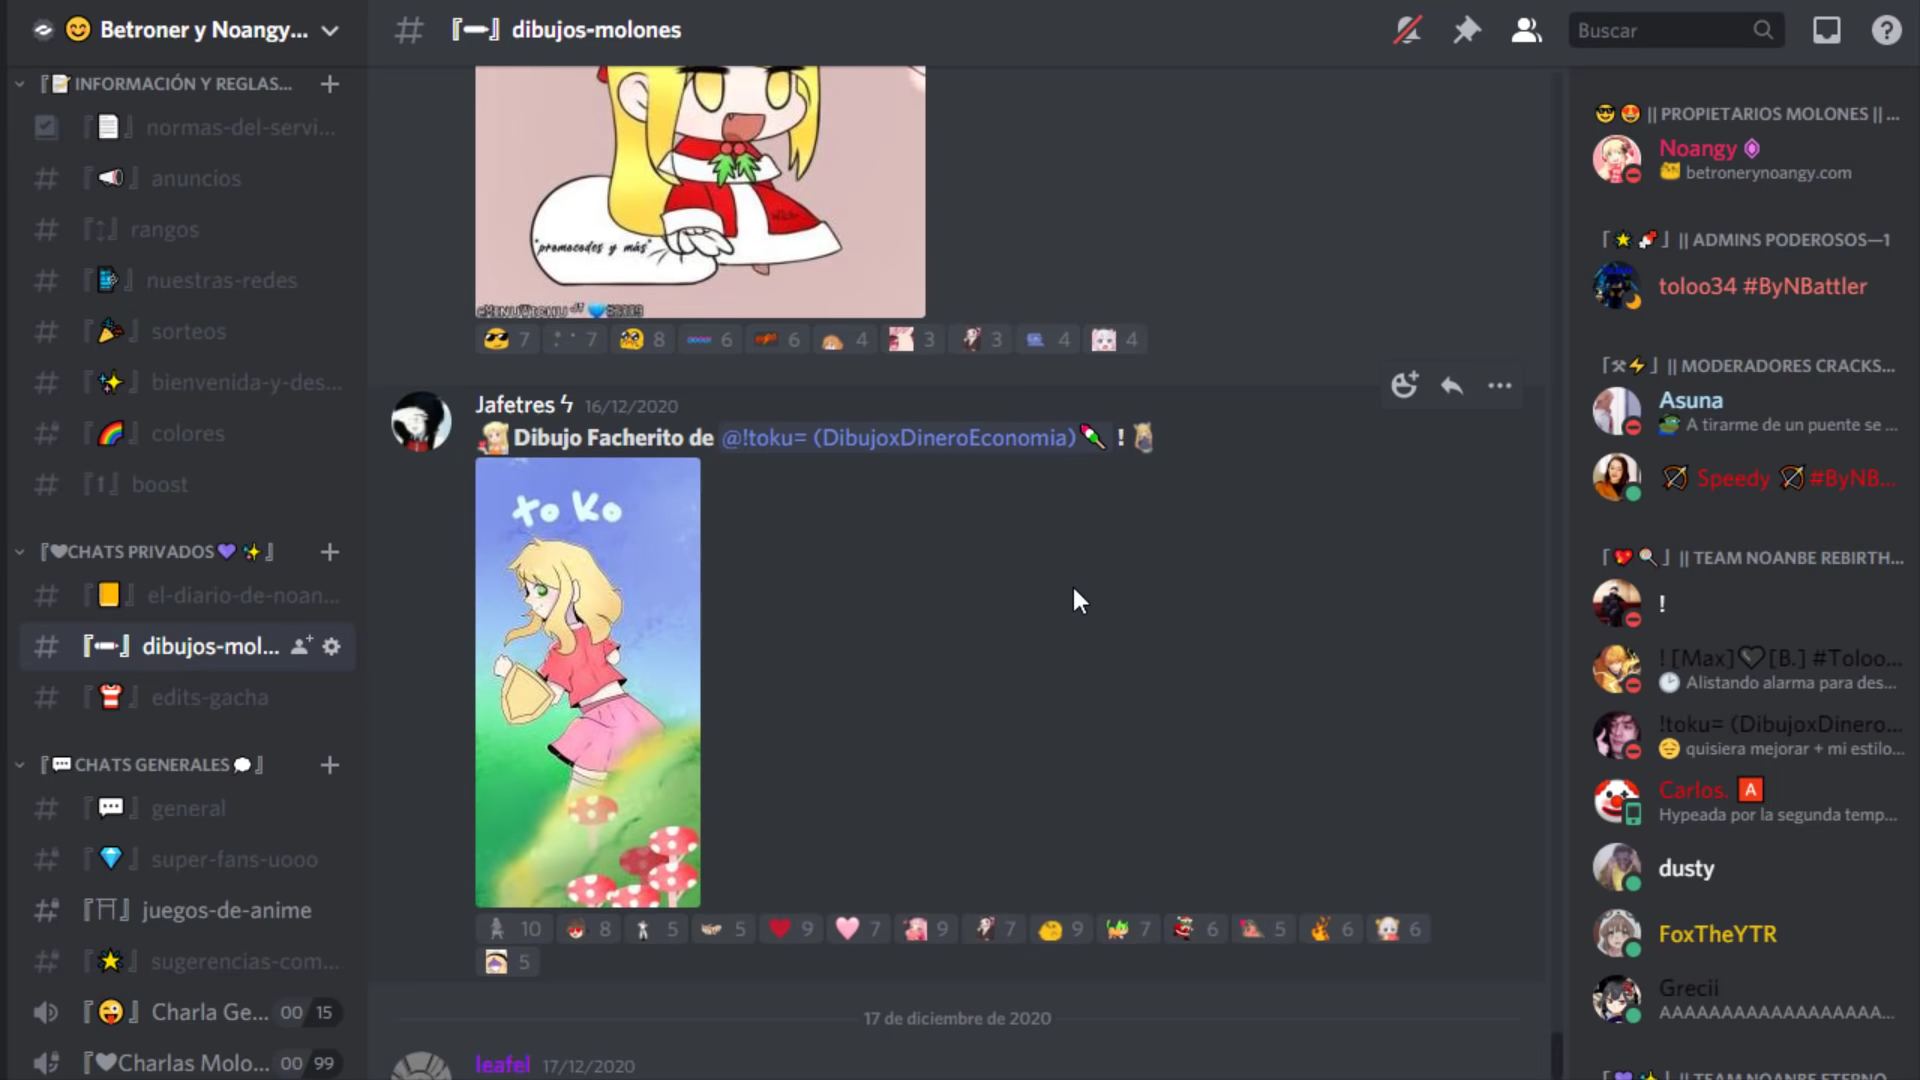 Betroner y Noangy...
INFORMACIÓN Y REGLAS...
normas-del-servi...
anuncios
rangos
nuestras-redes
sorteos
bienvenida-y-des...
colores
boost
CHATS PRIVADOS
el-diario-de-noan...
dibujos-mol...
edits-gacha
CHATS GENERALES
general
super-fans-uooo
juegos-de-anime
sugerencias-com...
Charla Ge... 00 15
Charlas Molo... 00 99
dibujos-molones
Buscar
"promocodes y más"
7 7 8 6 6 4 3 3 4 4
Jafetres ϟ 16/12/2020
Dibujo Facherito de @!toku= (DibujoxDineroEconomia) !
to Ko
10 8 5 5 9 7 9 7 9 7 6 5 6 6
5
17 de diciembre de 2020
leafel 17/12/2020
|| PROPIETARIOS MOLONES || ...
Noangy
betronerynoangy.com
|| ADMINS PODEROSOS—1
toloo34 #ByNBattler
|| MODERADORES CRACKS...
Asuna
A tirarme de un puente se ...
Speedy #ByNB...
|| TEAM NOANBE REBIRTH...
!
! [Max] [B.] #Toloo...
Alistando alarma para des...
!toku= (DibujoxDinero...
quisiera mejorar + mi estilo...
Carlos. A
Hypeada por la segunda temp...
dusty
FoxTheYTR
Grecii
AAAAAAAAAAAAAAAAAA...
|| TEAM NOANBE ETERNO